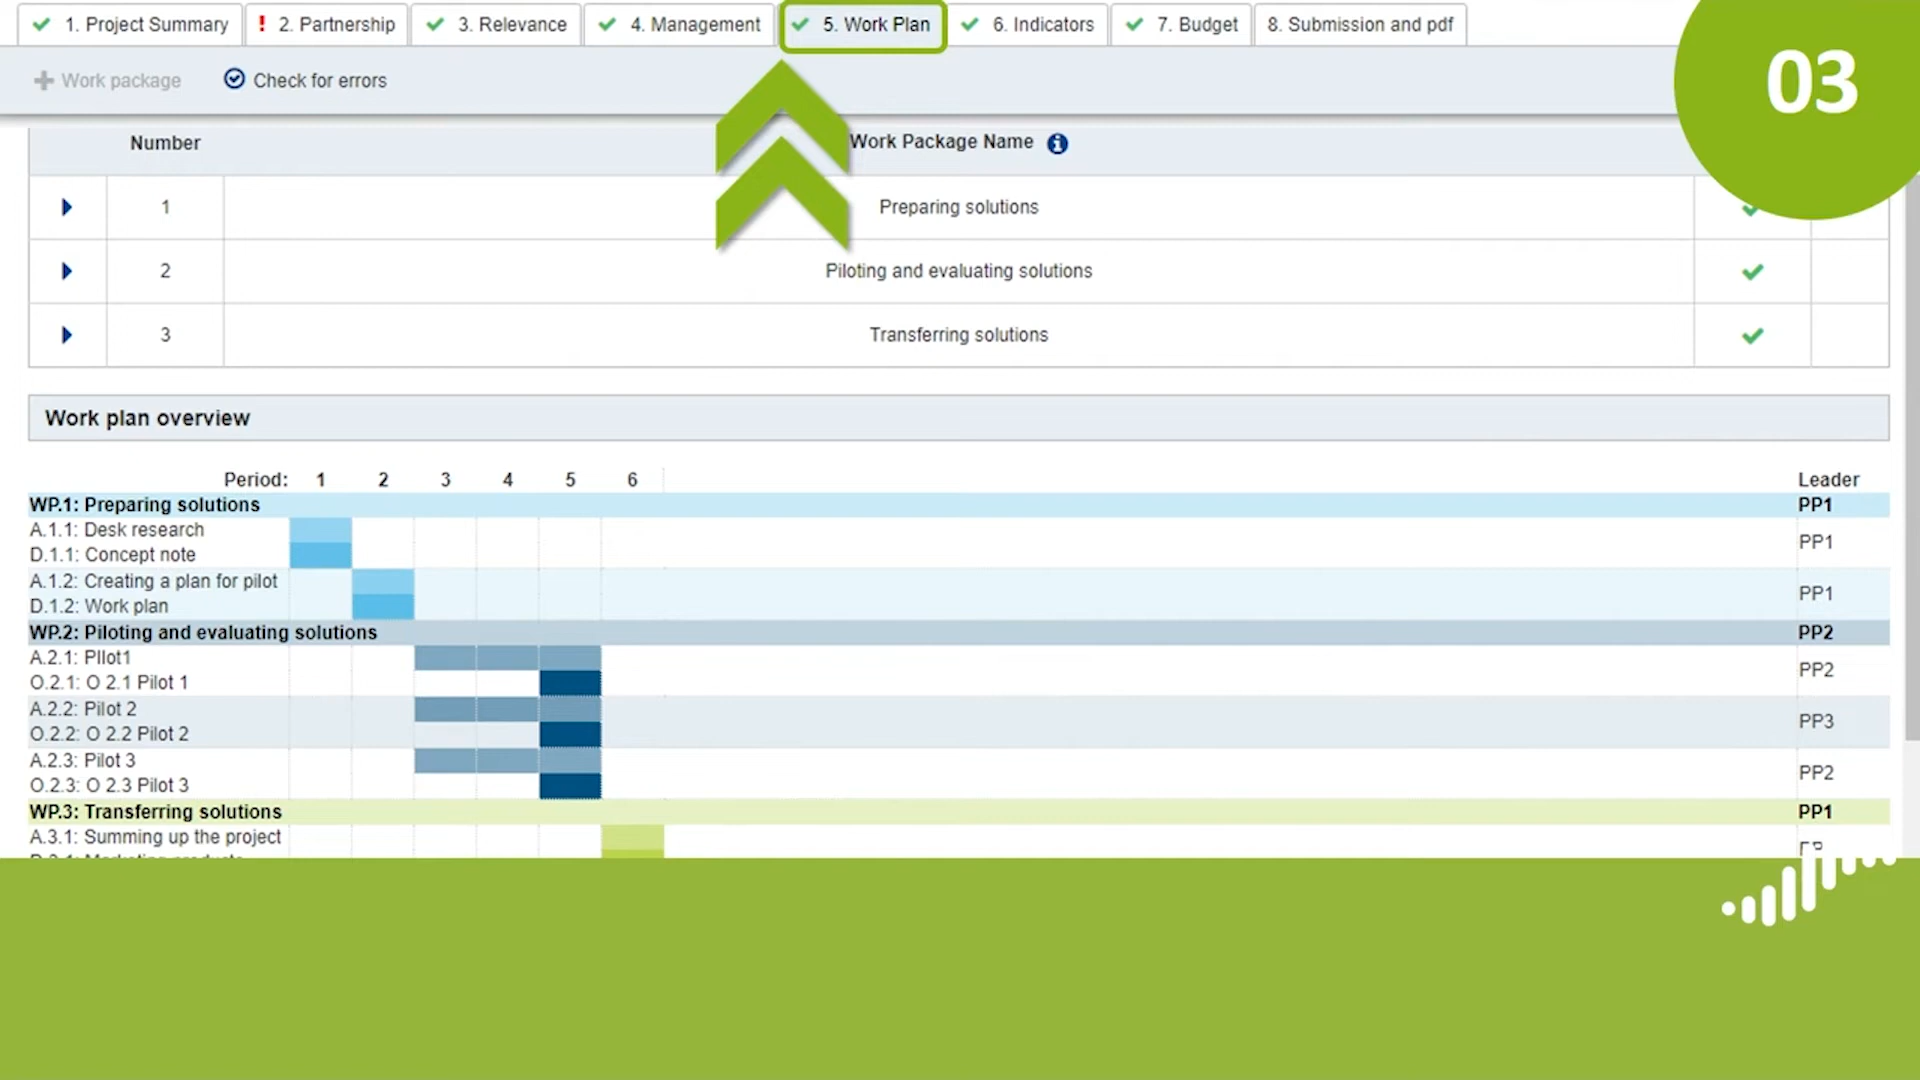 1. Project Summary
! 2. Partnership
3. Relevance
4. Management
5. Work Plan
6. Indicators
7. Budget
8. Submission and pdf
03
Work package
Check for errors
Number
Work Package Name
1
Preparing solutions
2
Piloting and evaluating solutions
3
Transferring solutions
Work plan overview
Period: 1 2 3 4 5 6 Leader
WP.1: Preparing solutions PP1
A.1.1: Desk research
D.1.1: Concept note
PP1
A.1.2: Creating a plan for pilot
D.1.2: Work plan
PP1
WP.2: Piloting and evaluating solutions PP2
A.2.1: PIlot1
O.2.1: O 2.1 Pilot 1
PP2
A.2.2: Pilot 2
O.2.2: O 2.2 Pilot 2
PP3
A.2.3: Pilot 3
O.2.3: O 2.3 Pilot 3
PP2
WP.3: Transferring solutions PP1
A.3.1: Summing up the project